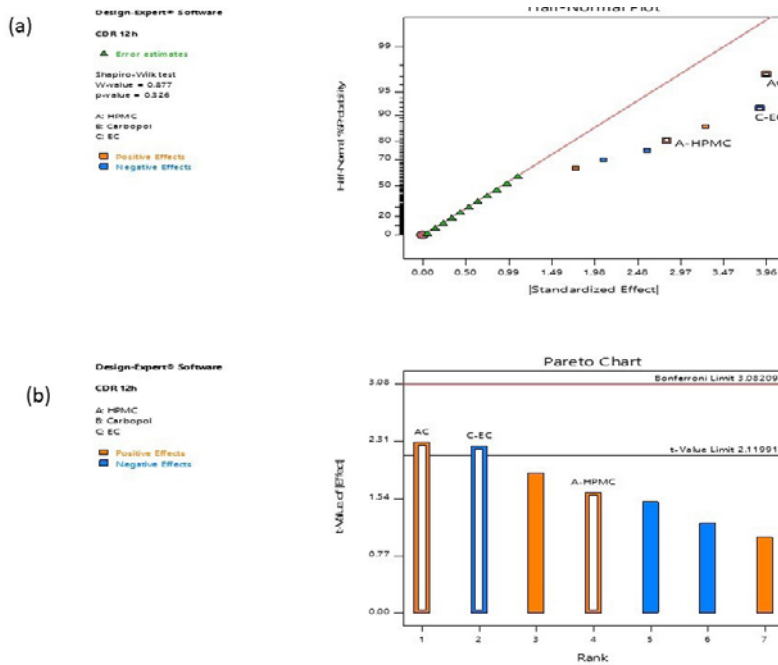 (a)
Design-Expert® Software
CDR 12h
Error estimates
Shapiro-Wilk test
W-value = 0.877
p-value = 0.326
A: HPMC
B: Carbopol
C: EC
Positive Effects
Negative Effects
Half-Normal Plot
Half-Normal % Probability
99
95
90
80
70
50
20
0
AC
C-EC
A-HPMC
0.00 0.50 0.99 1.49 1.98 2.48 2.97 3.47 3.96
|Standardized Effect|
(b)
Design-Expert® Software
CDR 12h
A: HPMC
B: Carbopol
C: EC
Positive Effects
Negative Effects
Pareto Chart
t-Value of |Effect|
3.08
2.31
1.54
0.77
0.00
Bonferroni Limit 3.08209
t-Value Limit 2.11991
AC
C-EC
A-HPMC
1 2 3 4 5 6 7
Rank